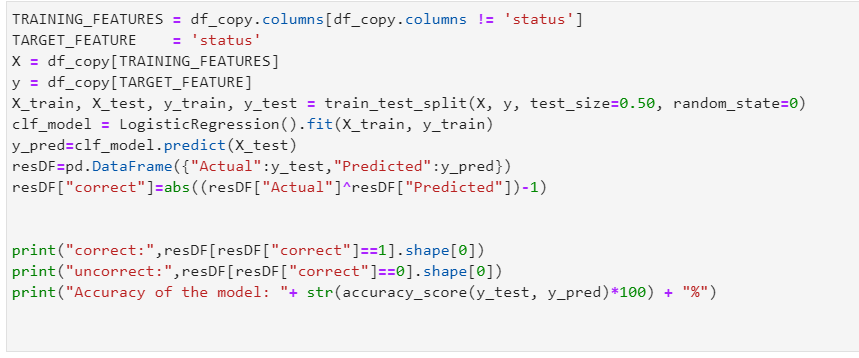 TRAINING_FEATURES = df_copy.columns[df_copy.columns != 'status']
TARGET_FEATURE    = 'status'
X = df_copy[TRAINING_FEATURES]
y = df_copy[TARGET_FEATURE]
X_train, X_test, y_train, y_test = train_test_split(X, y, test_size=0.50, random_state=0)
clf_model = LogisticRegression().fit(X_train, y_train)
y_pred=clf_model.predict(X_test)
resDF=pd.DataFrame({"Actual":y_test,"Predicted":y_pred})
resDF["correct"]=abs((resDF["Actual"]^resDF["Predicted"])-1)
print("correct:",resDF[resDF["correct"]==1].shape[0])
print("uncorrect:",resDF[resDF["correct"]==0].shape[0])
print("Accuracy of the model: "+ str(accuracy_score(y_test, y_pred)*100) + "%")